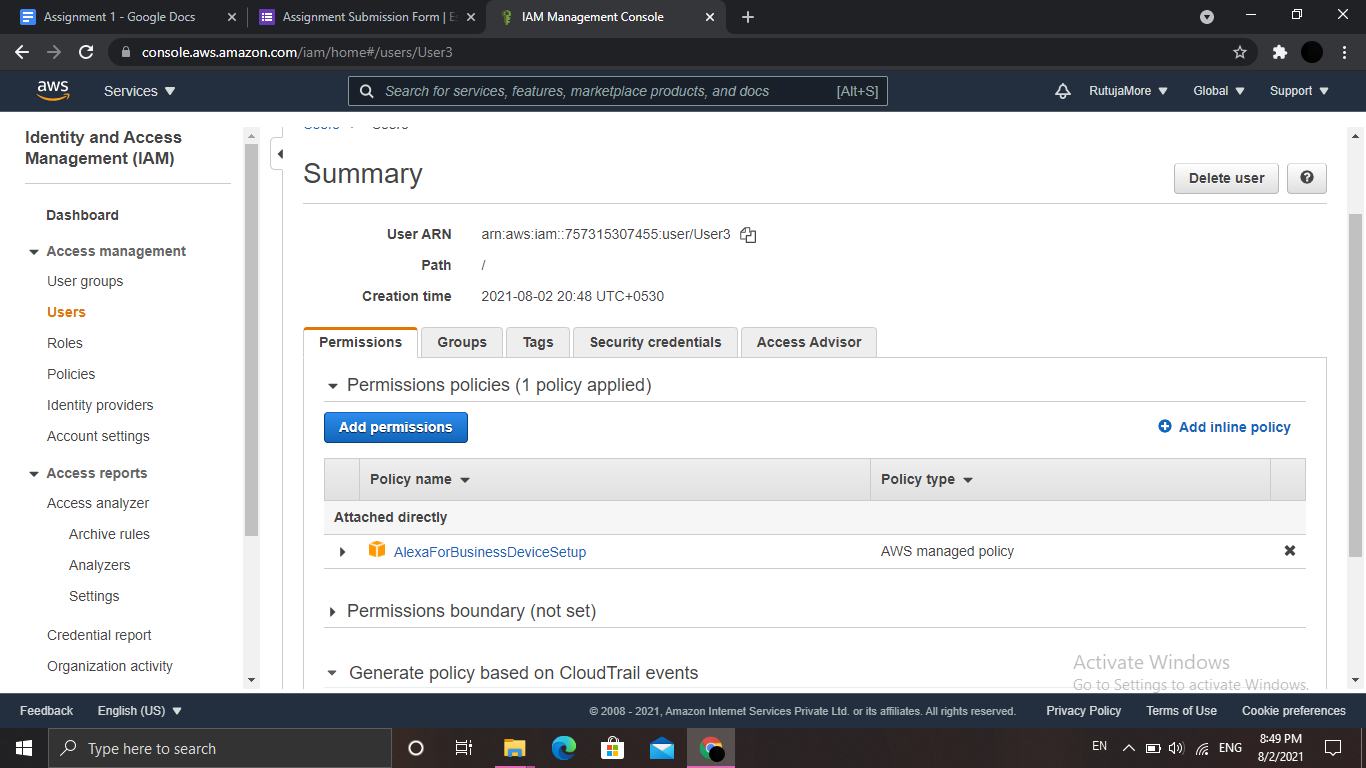 Assignment 1 - Google Docs
Assignment Submission Form | Es
IAM Management Console
console.aws.amazon.com/iam/home#/users/User3
aws
Services
Search for services, features, marketplace products, and docs
[Alt+S]
RutujaMore
Global
Support
Identity and Access
Management (IAM)
Dashboard
Access management
User groups
Users
Roles
Policies
Identity providers
Account settings
Access reports
Access analyzer
Archive rules
Analyzers
Settings
Credential report
Organization activity
Summary
Delete user
User ARN arn:aws:iam::757315307455:user/User3
Path /
Creation time 2021-08-02 20:48 UTC+0530
Permissions
Groups
Tags
Security credentials
Access Advisor
Permissions policies (1 policy applied)
Add permissions
Add inline policy
Policy name
Policy type
Attached directly
AlexaForBusinessDeviceSetup
AWS managed policy
Permissions boundary (not set)
Generate policy based on CloudTrail events
Activate Windows
Go to Settings to activate Windows.
Feedback
English (US)
© 2008 - 2021, Amazon Internet Services Private Ltd. or its affiliates. All rights reserved.
Privacy Policy
Terms of Use
Cookie preferences
Type here to search
EN
ENG
8:49 PM
8/2/2021